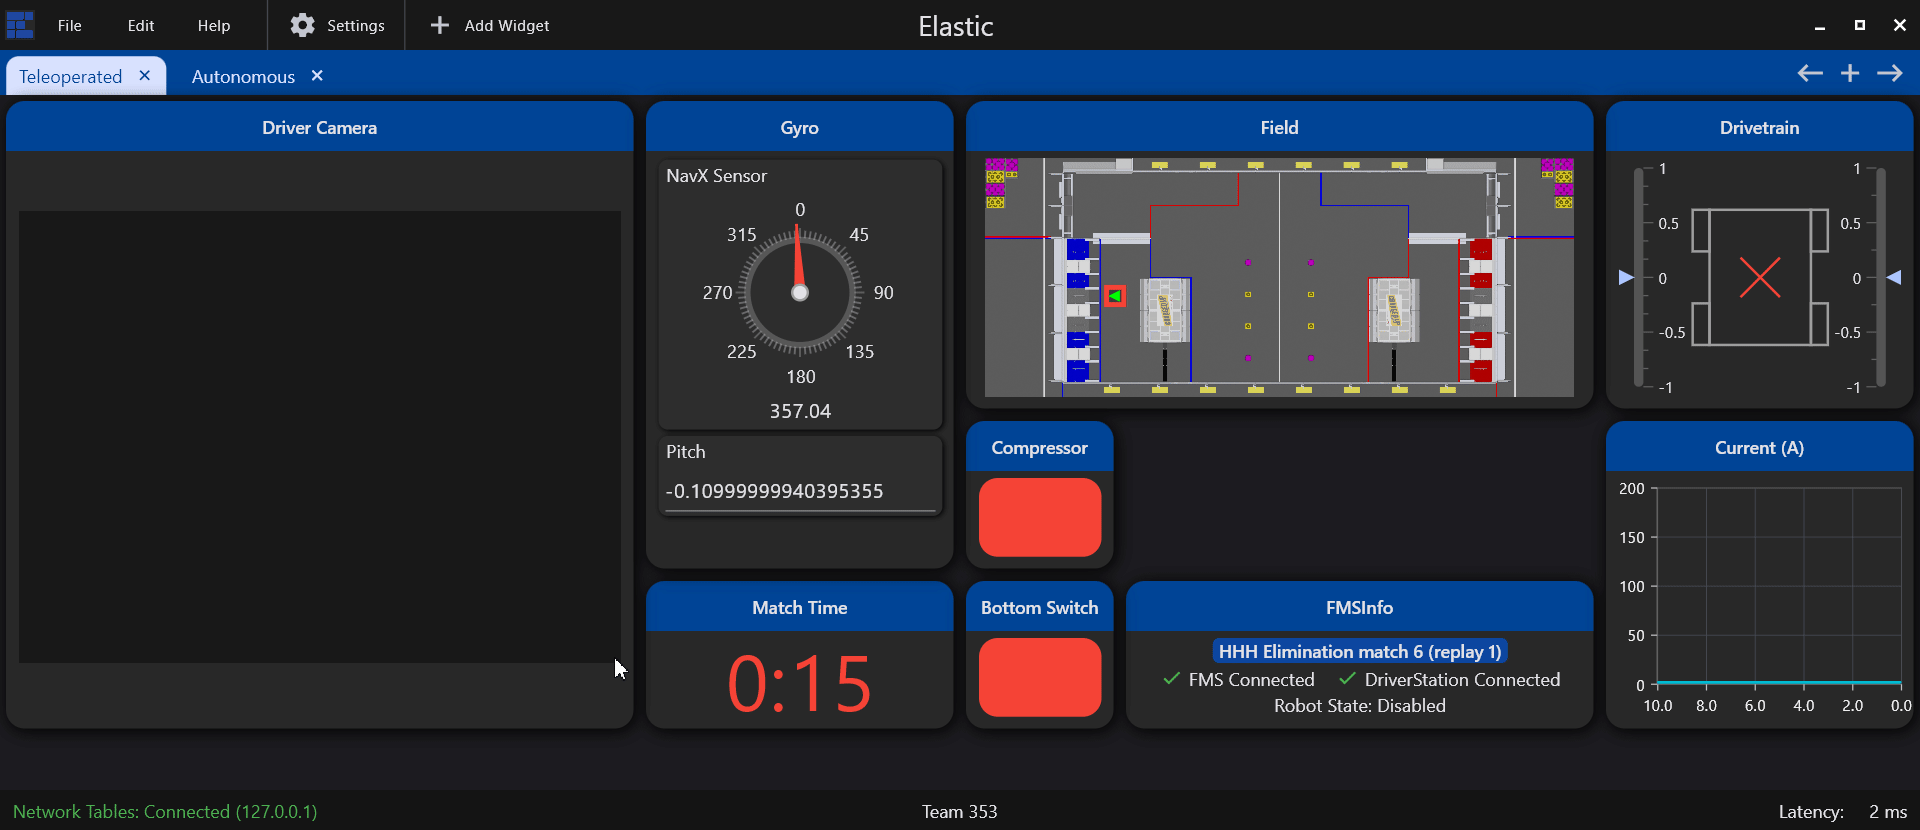 File Edit Help Settings Add Widget Elastic
Teleoperated Autonomous
Driver Camera
Gyro
NavX Sensor
0
315 45
270 90
225 135
180
357.04
Pitch
-0.10999999940395355
Match Time
0:15
Field
Compressor
Bottom Switch
FMSInfo
HHH Elimination match 6 (replay 1)
FMS Connected DriverStation Connected
Robot State: Disabled
Drivetrain
1 1
0.5 0.5
0 0
-0.5 -0.5
-1 -1
Current (A)
200
150
100
50
0
10.0 8.0 6.0 4.0 2.0 0.0
Network Tables: Connected (127.0.0.1) Team 353 Latency: 2 ms